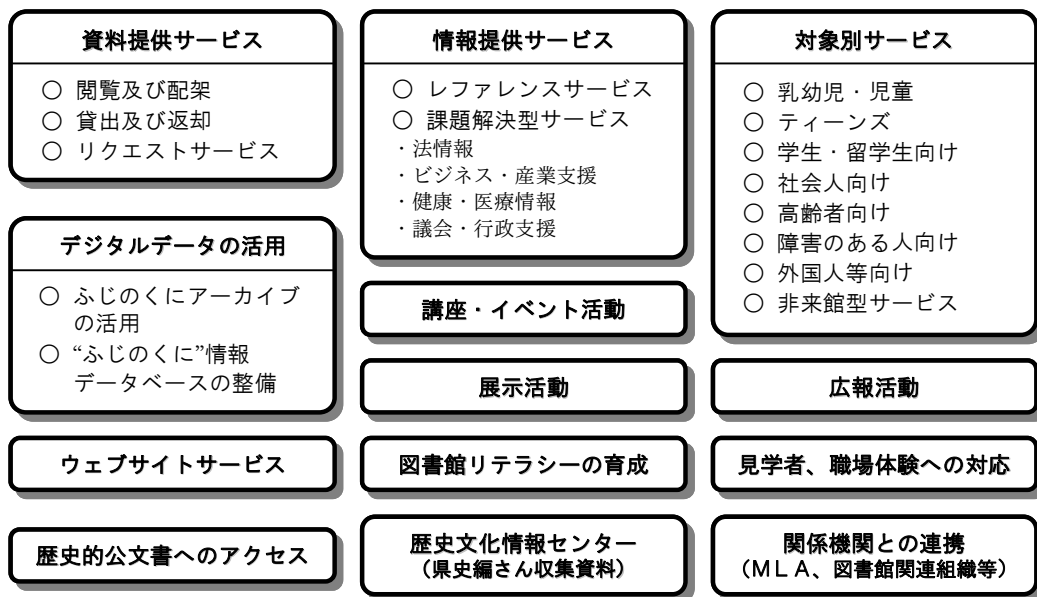 資料提供サービス
○ 閲覧及び配架
○ 貸出及び返却
○ リクエストサービス
デジタルデータの活用
○ ふじのくにアーカイブ
の活用
○ “ふじのくに”情報
データベースの整備
ウェブサイトサービス
歴史的公文書へのアクセス
情報提供サービス
○ レファレンスサービス
○ 課題解決型サービス
・法情報
・ビジネス・産業支援
・健康・医療情報
・議会・行政支援
講座・イベント活動
展示活動
図書館リテラシーの育成
歴史文化情報センター
（県史編さん収集資料）
対象別サービス
○ 乳幼児・児童
○ ティーンズ
○ 学生・留学生向け
○ 社会人向け
○ 高齢者向け
○ 障害のある人向け
○ 外国人等向け
○ 非来館型サービス
広報活動
見学者、職場体験への対応
関係機関との連携
（ＭＬＡ、図書館関連組織等）